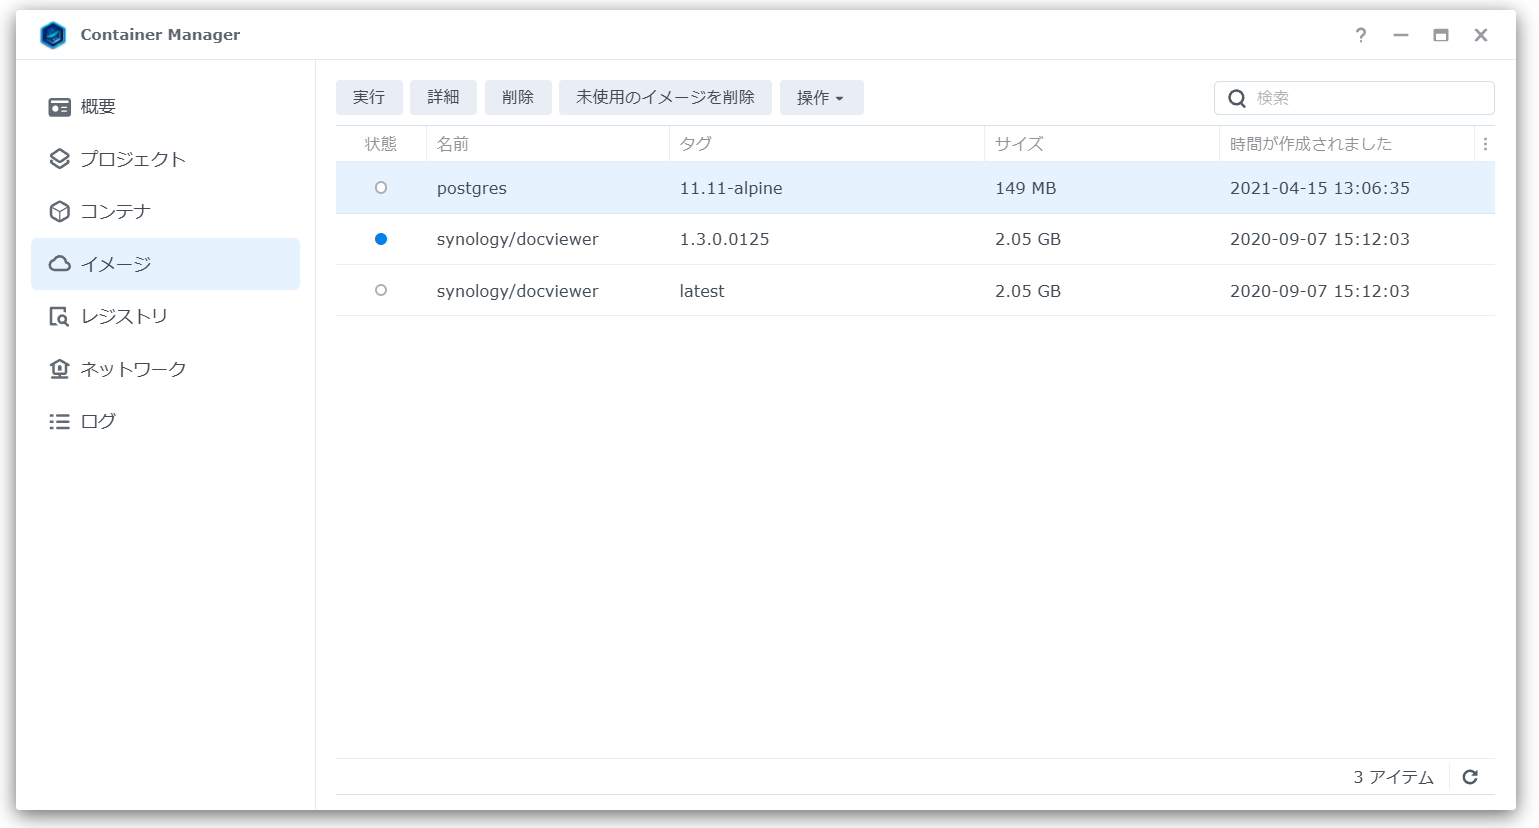 Container Manager
概要
プロジェクト
コンテナ
イメージ
レジストリ
ネットワーク
ログ
実行 詳細 削除 未使用のイメージを削除 操作 検索
状態 名前 タグ サイズ 時間が作成されました
postgres 11.11-alpine 149 MB 2021-04-15 13:06:35
synology/docviewer 1.3.0.0125 2.05 GB 2020-09-07 15:12:03
synology/docviewer latest 2.05 GB 2020-09-07 15:12:03
3 アイテム